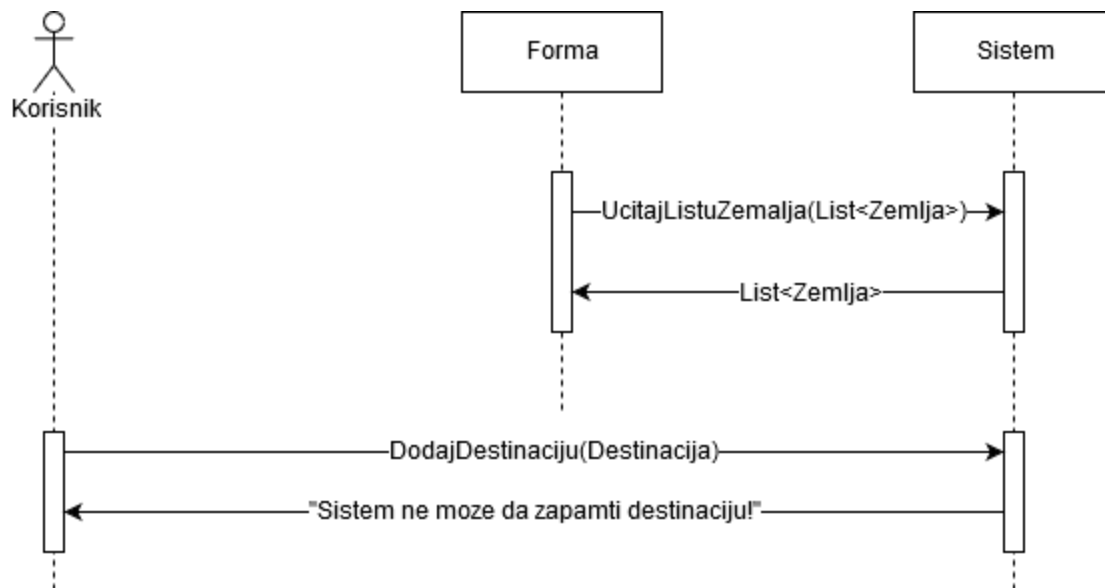 Korisnik
Forma
Sistem
UcitajListuZemalja(List<Zemlja>)
List<Zemlja>
DodajDestinaciju(Destinacija)
"Sistem ne moze da zapamti destinaciju!"